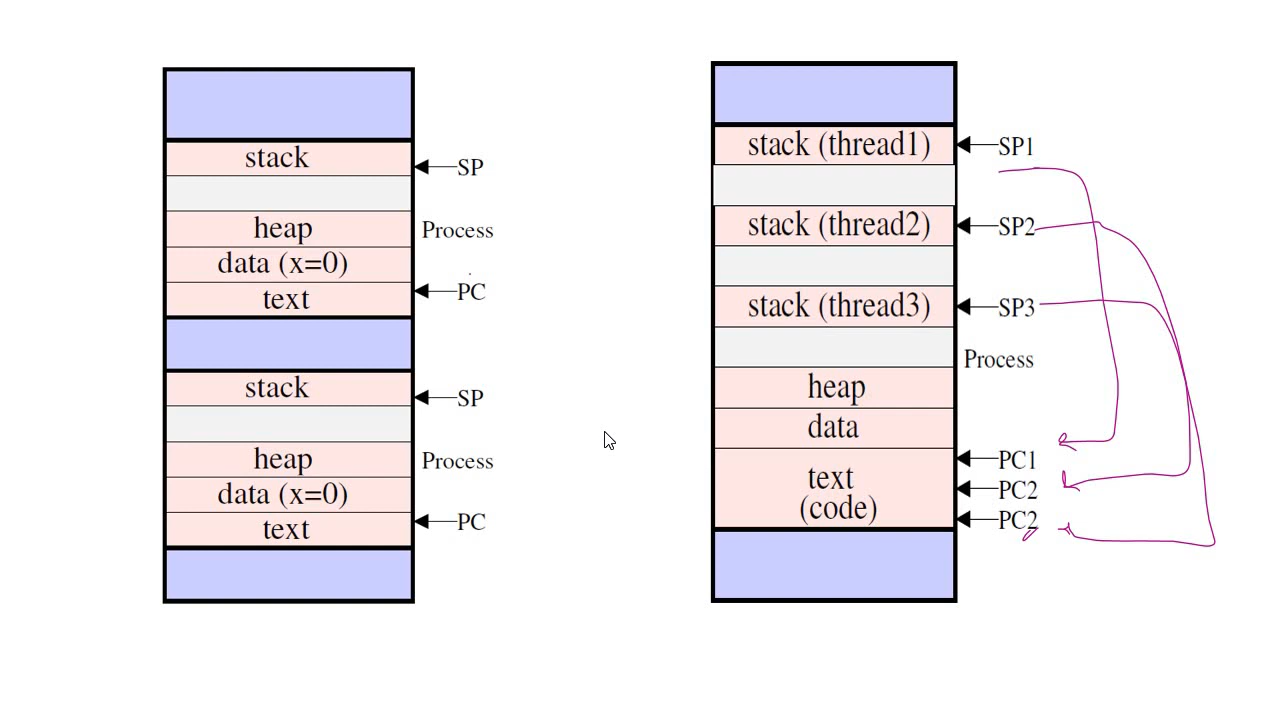 stack
SP
heap
Process
data (x=0)
text
PC
stack
SP
heap
Process
data (x=0)
text
PC
stack (thread1)
SP1
stack (thread2)
SP2
stack (thread3)
SP3
Process
heap
data
text
(code)
PC1
PC2
PC2